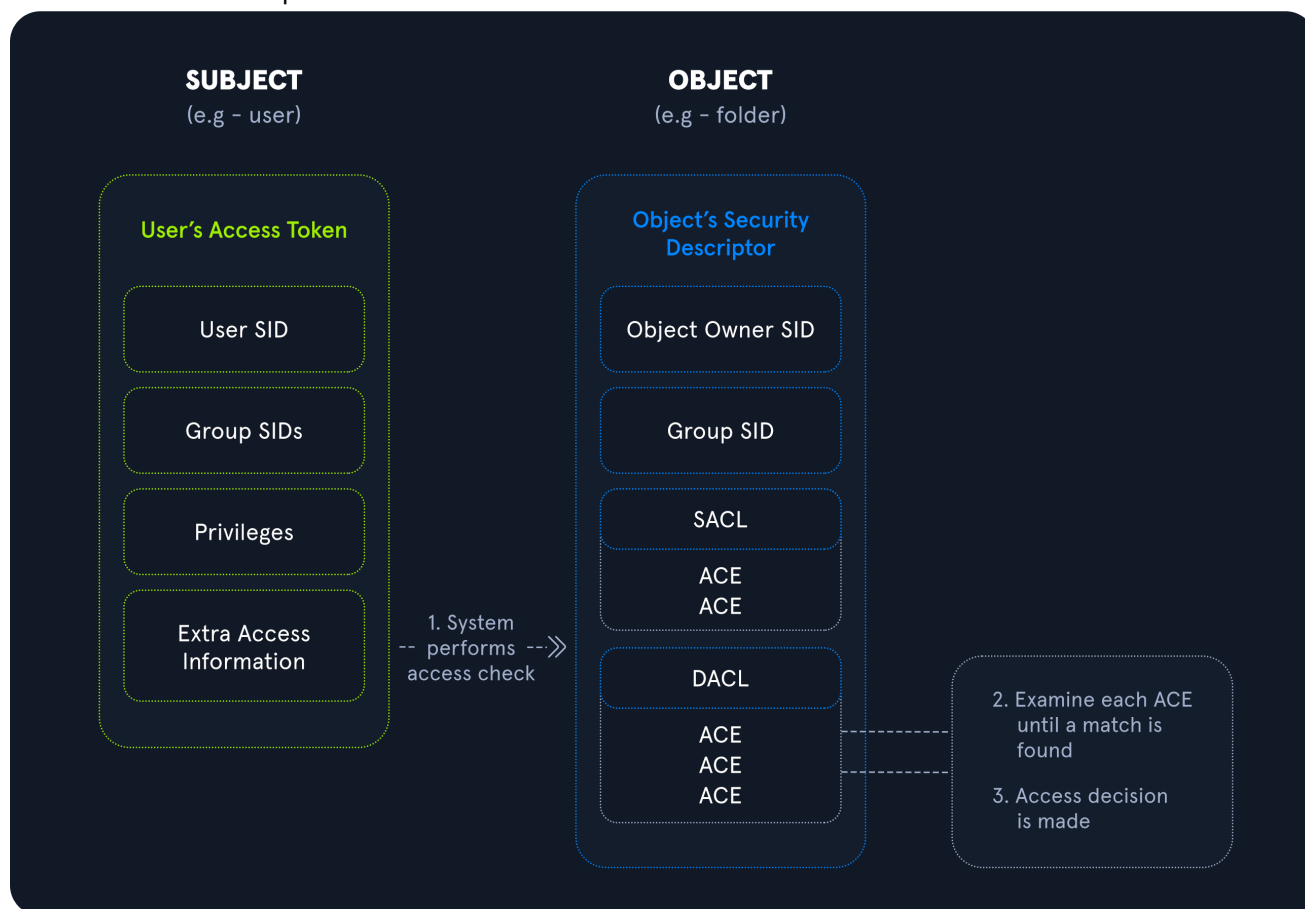 SUBJECT
(e.g - user)
User's Access Token
User SID
Group SIDs
Privileges
Extra Access
Information
1. System
performs
access check
OBJECT
(e.g - folder)
Object's Security
Descriptor
Object Owner SID
Group SID
SACL
ACE
ACE
DACL
ACE
ACE
ACE
2. Examine each ACE
until a match is
found
3. Access decision
is made